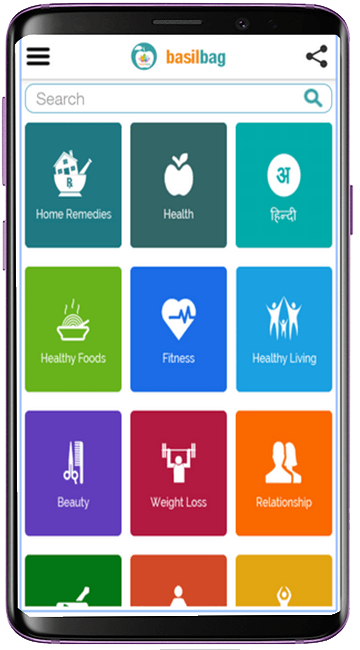 basilbag
Search
Home Remedies
Health
अ
हिन्दी
Healthy Foods
Fitness
Healthy Living
Beauty
Weight Loss
Relationship